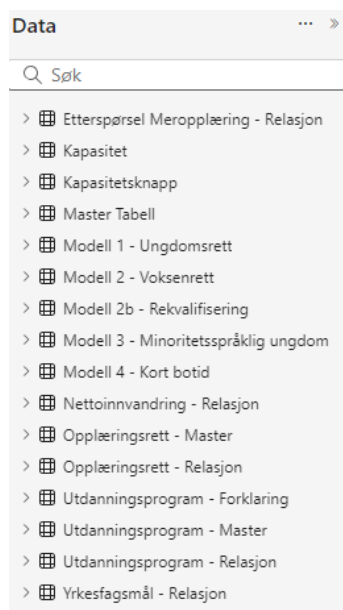 Data
Søk
Etterspørsel Meropplæring - Relasjon
Kapasitet
Kapasitetsknapp
Master Tabell
Modell 1 - Ungdomsrett
Modell 2 - Voksenrett
Modell 2b - Rekvalifisering
Modell 3 - Minoritetsspråklig ungdom
Modell 4 - Kort botid
Nettoinnvandring - Relasjon
Opplæringsrett - Master
Opplæringsrett - Relasjon
Utdanningsprogram - Forklaring
Utdanningsprogram - Master
Utdanningsprogram - Relasjon
Yrkesfagsmål - Relasjon